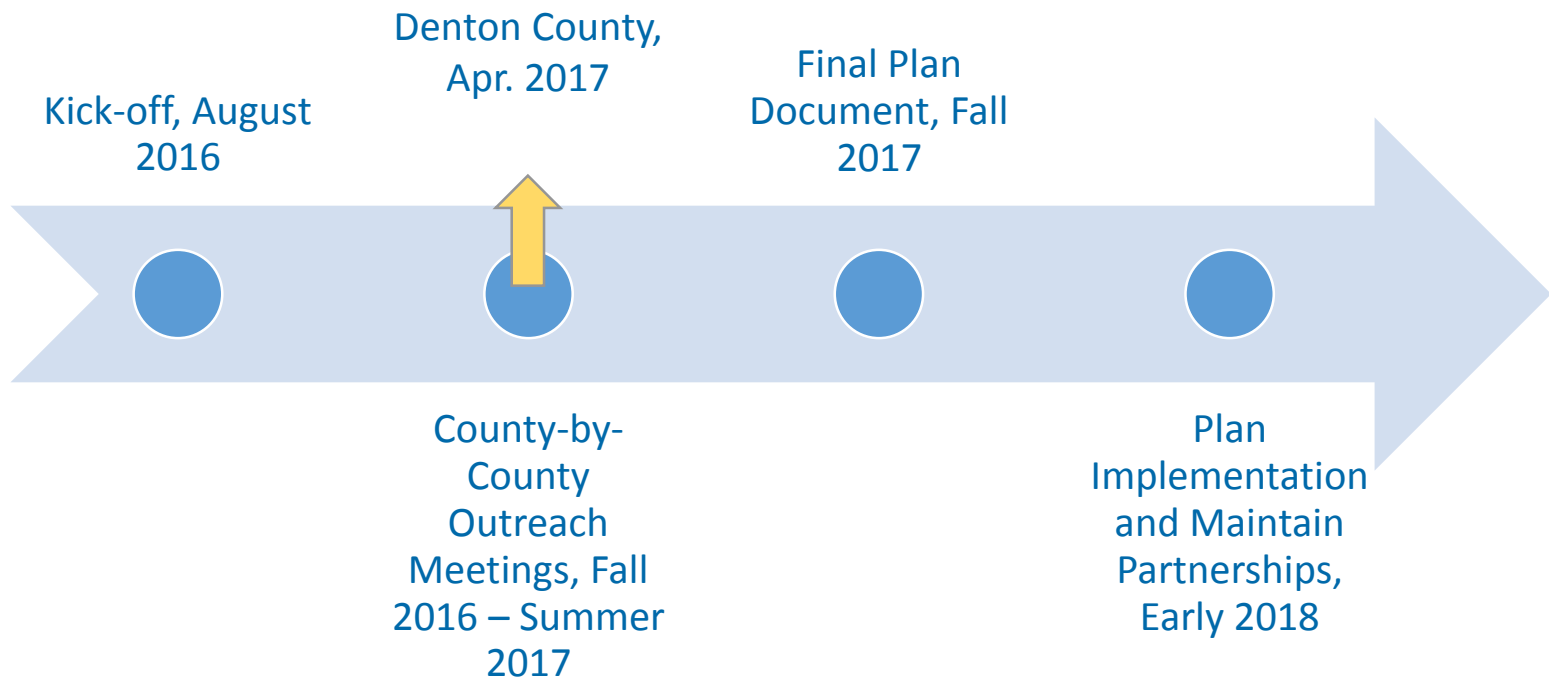 Kick-off, August
2016
Denton County,
Apr. 2017
County-by-
County
Outreach
Meetings, Fall
2016 – Summer
2017
Final Plan
Document, Fall
2017
Plan
Implementation
and Maintain
Partnerships,
Early 2018